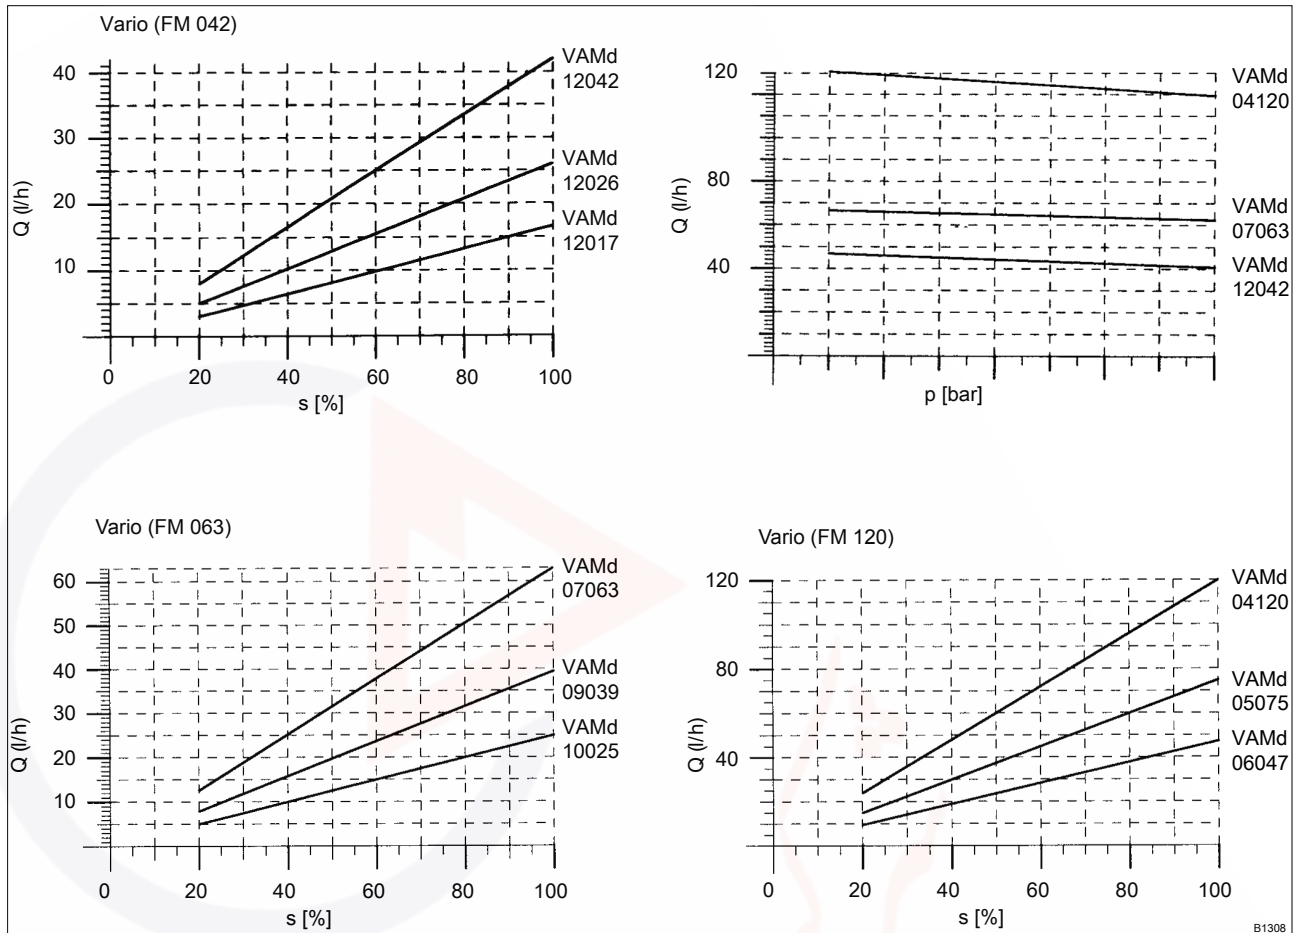 Vario (FM 042)
Q (l/h)
40
30
20
10
0 20 40 60 80 100
s [%]
VAMd
12042
VAMd
12026
VAMd
12017
Q (l/h)
120
80
40
p [bar]
VAMd
04120
VAMd
07063
VAMd
12042
Vario (FM 063)
Q (l/h)
60
50
40
30
20
10
0 20 40 60 80 100
s [%]
VAMd
07063
VAMd
09039
VAMd
10025
Vario (FM 120)
Q (l/h)
120
80
40
0 20 40 60 80 100
s [%]
VAMd
04120
VAMd
05075
VAMd
06047
B1308